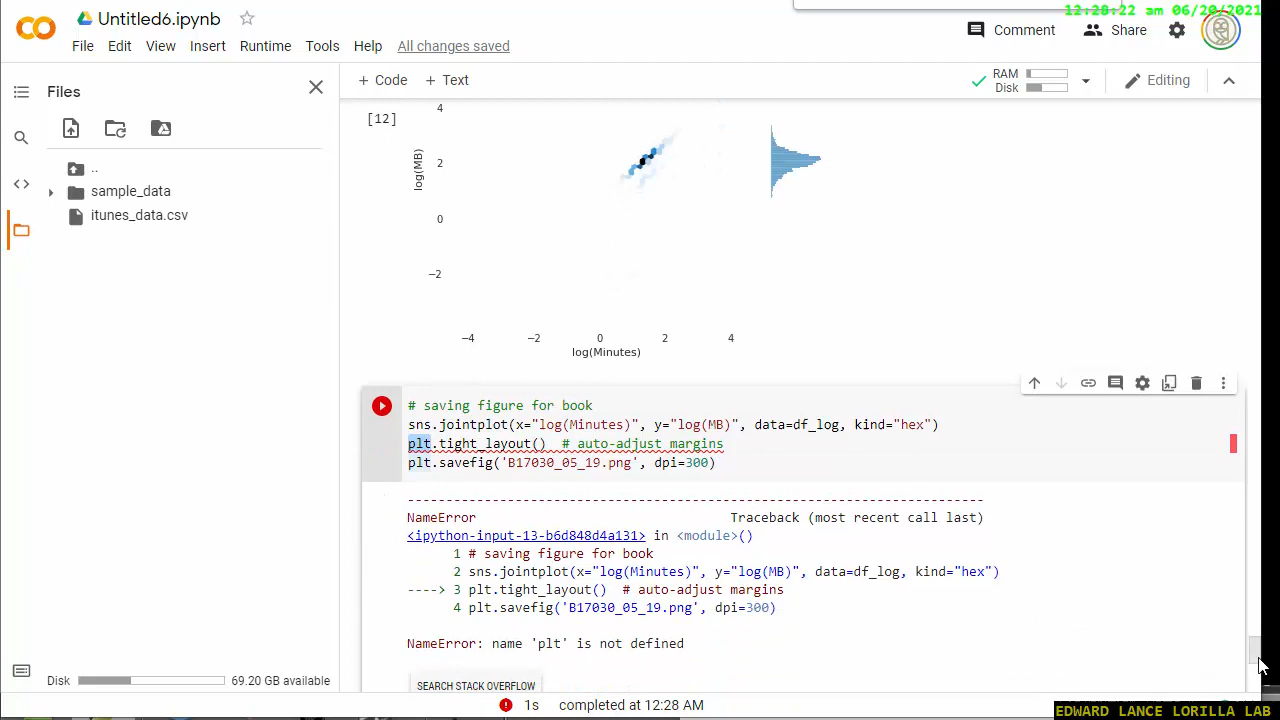 12:28:22 am 06/20/2021
Untitled6.ipynb
Comment
Share
File Edit View Insert Runtime Tools Help All changes saved
+ Code + Text
RAM
Disk
Editing
Files
..
sample_data
itunes_data.csv
[12]
4
2
0
−2
log(MB)
−4 −2 0 2 4
log(Minutes)
# saving figure for book
sns.jointplot(x="log(Minutes)", y="log(MB)", data=df_log, kind="hex")
plt.tight_layout()  # auto-adjust margins
plt.savefig('B17030_05_19.png', dpi=300)
---------------------------------------------------------------------------
NameError                                 Traceback (most recent call last)
<ipython-input-13-b6d848d4a131> in <module>()
1 # saving figure for book
2 sns.jointplot(x="log(Minutes)", y="log(MB)", data=df_log, kind="hex")
----> 3 plt.tight_layout()  # auto-adjust margins
4 plt.savefig('B17030_05_19.png', dpi=300)
NameError: name 'plt' is not defined
SEARCH STACK OVERFLOW
Disk 69.20 GB available
1s completed at 12:28 AM
EDWARD LANCE LORILLA LAB